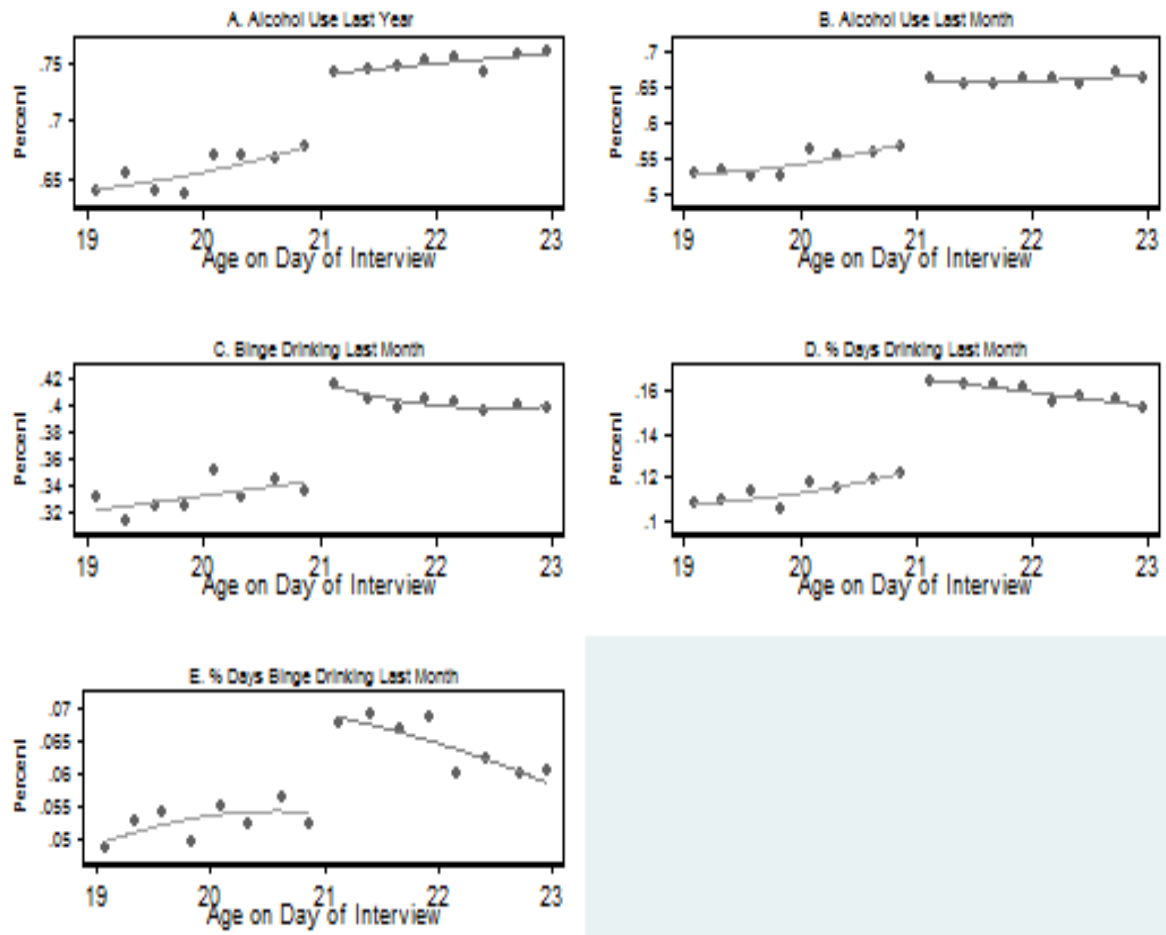 A. Alcohol Use Last Year
Percent
.75
.7
.65
19 20 21 22 23
Age on Day of Interview
B. Alcohol Use Last Month
Percent
.7
.65
.6
.55
.5
19 20 21 22 23
Age on Day of Interview
C. Binge Drinking Last Month
Percent
.42
.4
.38
.36
.34
.32
19 20 21 22 23
Age on Day of Interview
D. % Days Drinking Last Month
Percent
.16
.14
.12
.1
19 20 21 22 23
Age on Day of Interview
E. % Days Binge Drinking Last Month
Percent
.07
.065
.06
.055
.05
19 20 21 22 23
Age on Day of Interview